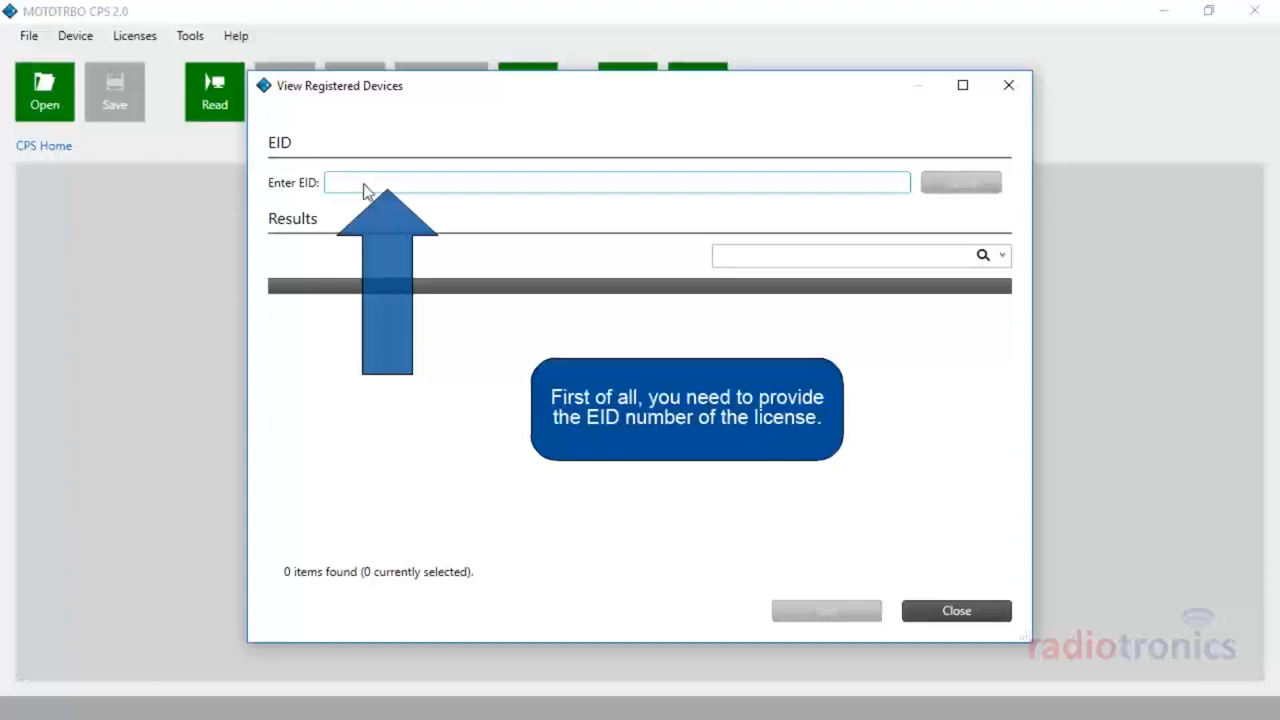 MOTOTRBO CPS 2.0
File Device Licenses Tools Help
Open Save Read
View Registered Devices
CPS Home
EID
Enter EID:
Results
First of all, you need to provide
the EID number of the license.
0 items found (0 currently selected).
Close
radiotronics